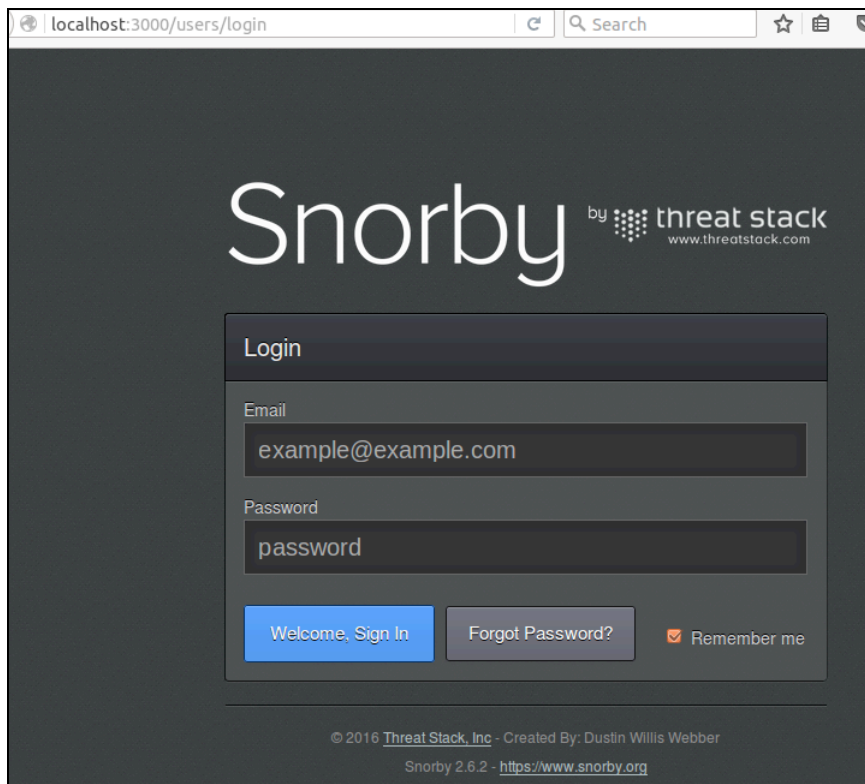 localhost:3000/users/login
Search
Snorby by threat stack
www.threatstack.com
Login
Email
example@example.com
Password
password
Welcome, Sign In Forgot Password? Remember me
© 2016 Threat Stack, Inc - Created By: Dustin Willis Webber
Snorby 2.6.2 - https://www.snorby.org